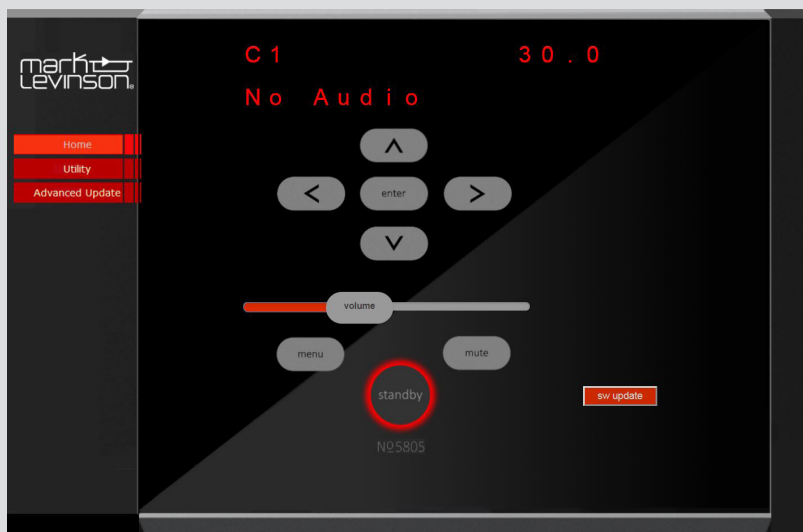 mark
Levinson®
Home
Utility
Advanced Update
C1 30.0
No Audio
enter
volume
menu mute
standby
sw update
Nº5805